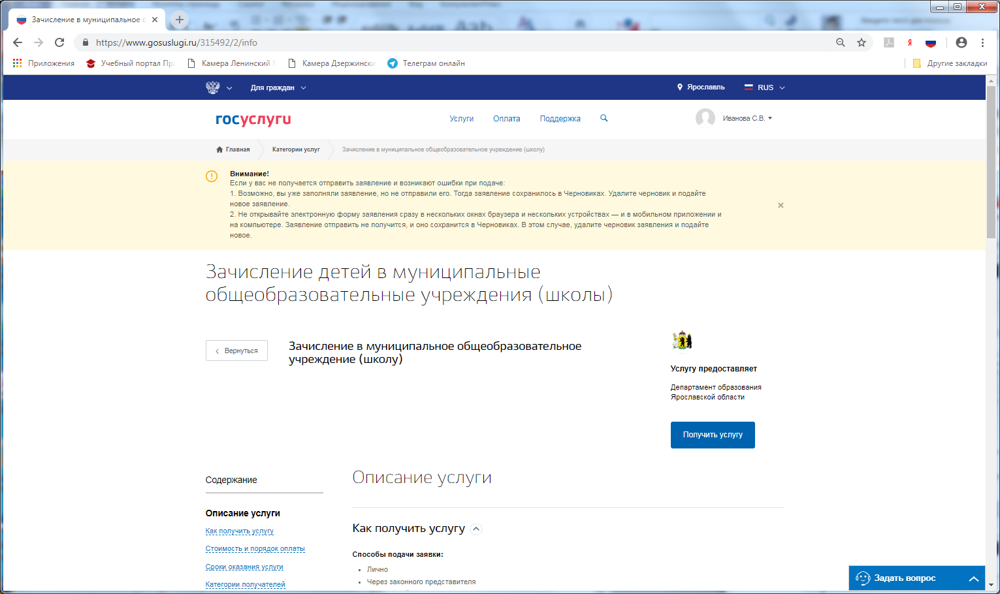 Зачисление в муниципальное с
https://www.gosuslugi.ru/315492/2/info
Приложения
Учебный портал Пра
Камера Ленинский
Камера Дзержински
Телеграм онлайн
Другие закладки
Для граждан
Ярославль
RUS
госуслуги
Услуги
Оплата
Поддержка
Иванова С.В.
Главная
Категории услуг
Зачисление в муниципальное общеобразовательное учреждение (школу)
Внимание!
Если у вас не получается отправить заявление и возникают ошибки при подаче:
1. Возможно, вы уже заполняли заявление, но не отправили его. Тогда заявление сохранилось в Черновиках. Удалите черновик и подайте
новое заявление.
2. Не открывайте электронную форму заявления сразу в нескольких окнах браузера и нескольких устройствах — и в мобильном приложении и
на компьютере. Заявление отправить не получится, и оно сохранится в Черновиках. В этом случае, удалите черновик заявления и подайте
новое.
Зачисление детей в муниципальные
общеобразовательные учреждения (школы)
Вернуться
Зачисление в муниципальное общеобразовательное
учреждение (школу)
Услугу предоставляет
Департамент образования
Ярославской области
Получить услугу
Содержание
Описание услуги
Как получить услугу
Стоимость и порядок оплаты
Сроки оказания услуги
Категории получателей
Описание услуги
Как получить услугу
Способы подачи заявки:
• Лично
• Через законного представителя
Задать вопрос